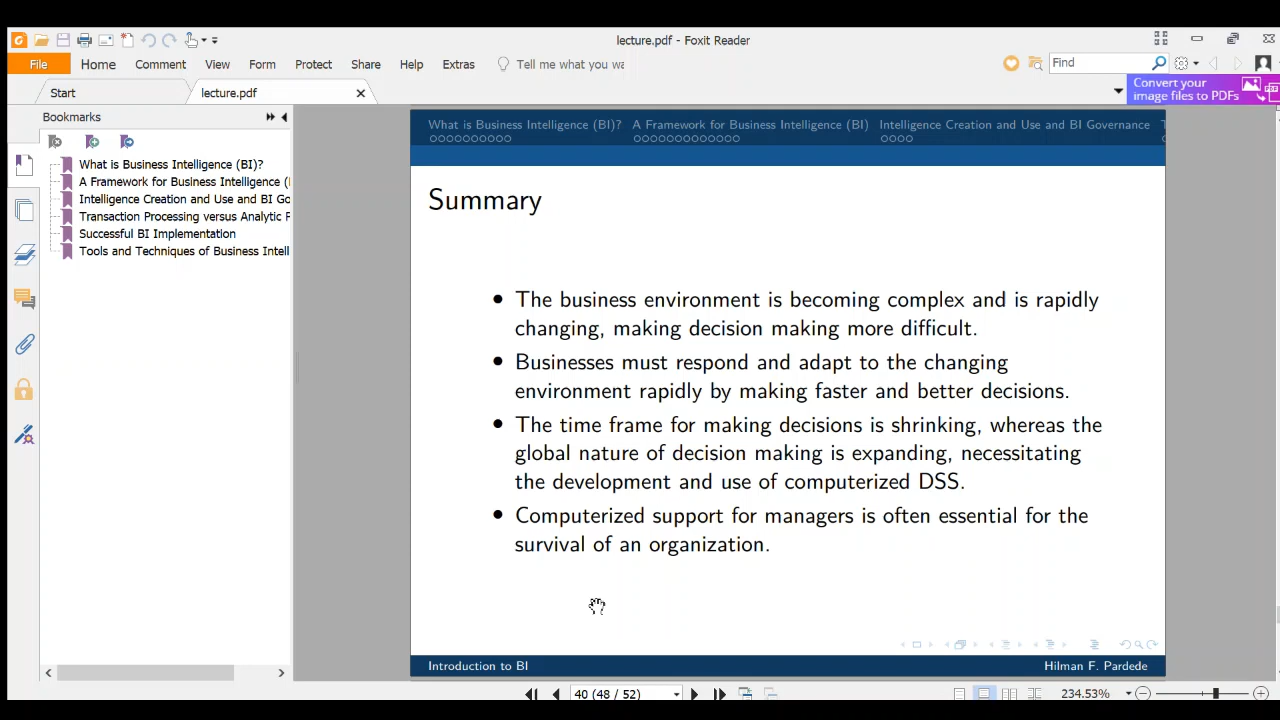 lecture.pdf - Foxit Reader
File Home Comment View Form Protect Share Help Extras Tell me what you wa Find
Start lecture.pdf
Convert your
image files to PDFs
Bookmarks
What is Business Intelligence (BI)?
A Framework for Business Intelligence (
Intelligence Creation and Use and BI Go
Transaction Processing versus Analytic P
Successful BI Implementation
Tools and Techniques of Business Intell
What is Business Intelligence (BI)? A Framework for Business Intelligence (BI) Intelligence Creation and Use and BI Governance T
Summary
• The business environment is becoming complex and is rapidly
changing, making decision making more difficult.
• Businesses must respond and adapt to the changing
environment rapidly by making faster and better decisions.
• The time frame for making decisions is shrinking, whereas the
global nature of decision making is expanding, necessitating
the development and use of computerized DSS.
• Computerized support for managers is often essential for the
survival of an organization.
Introduction to BI Hilman F. Pardede
40 (48 / 52) 234.53%